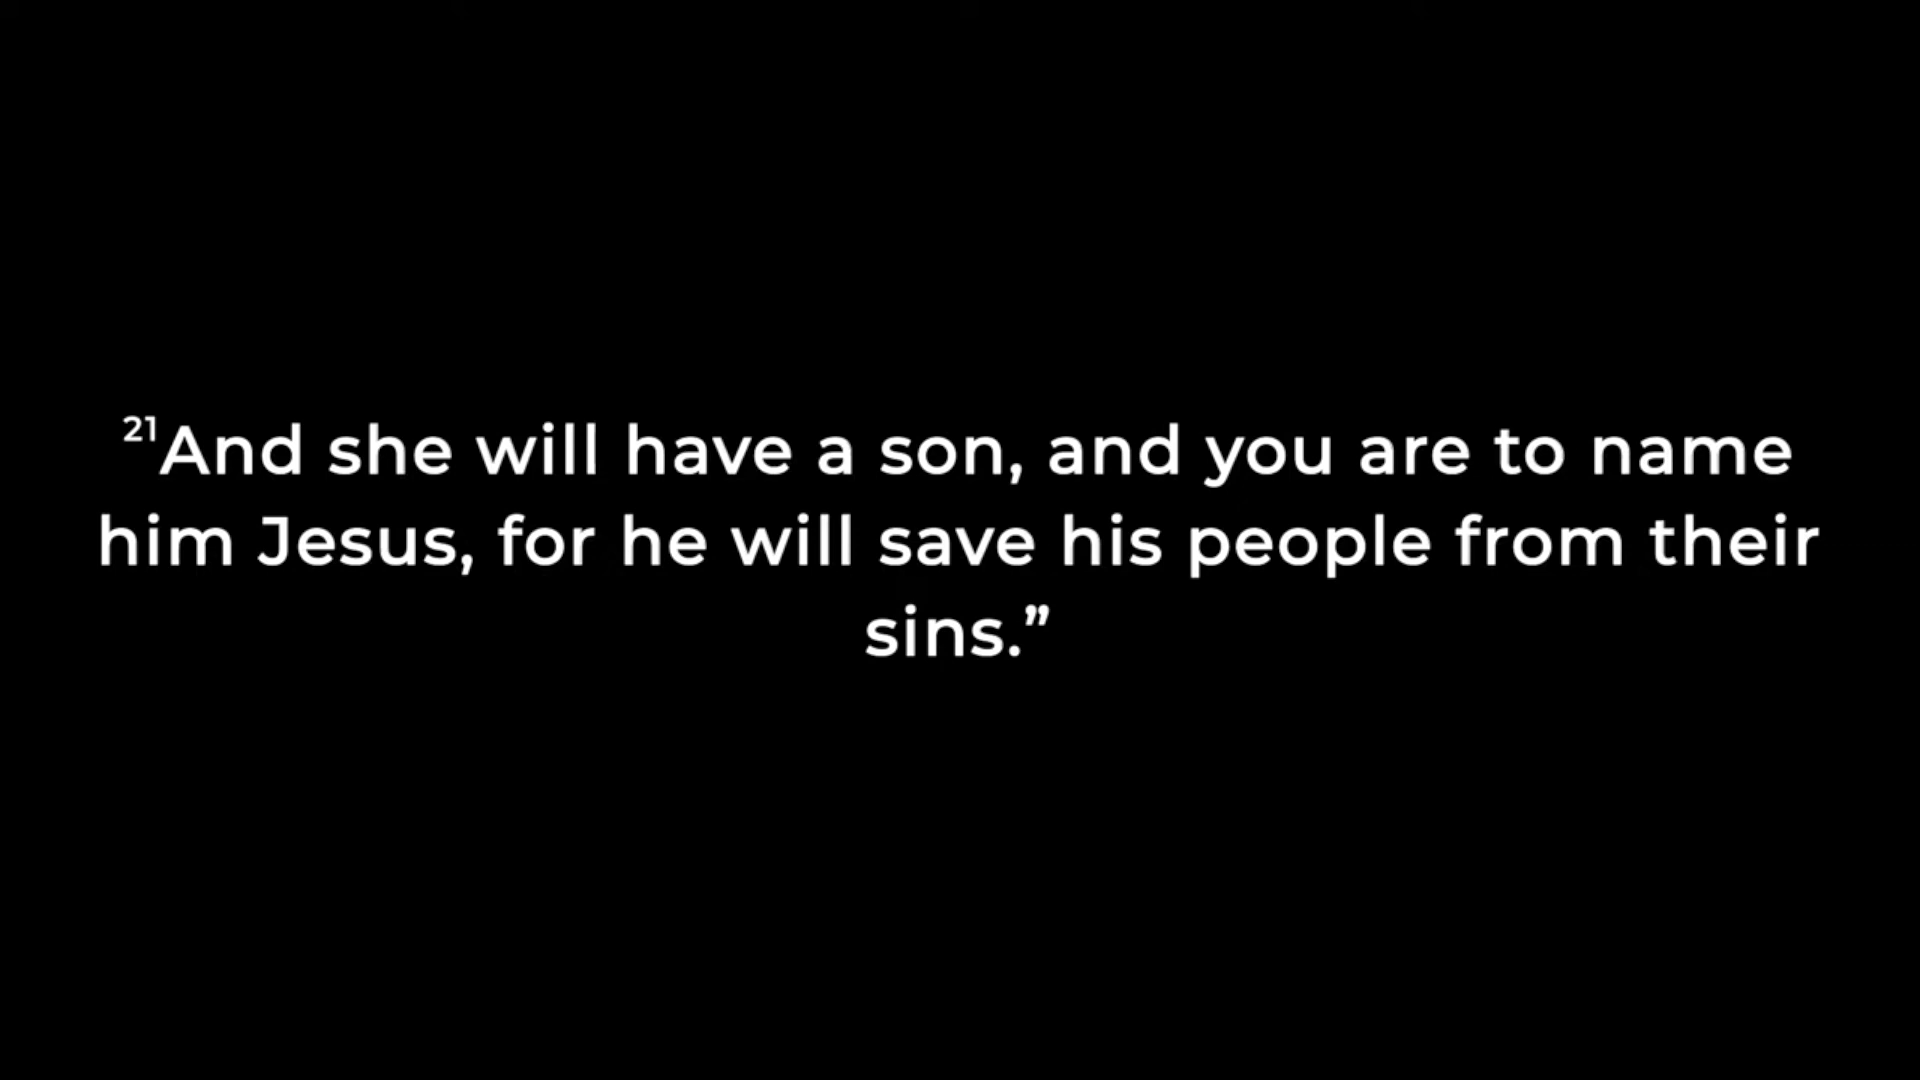 21And she will have a son, and you are to name
him Jesus, for he will save his people from their
sins.”